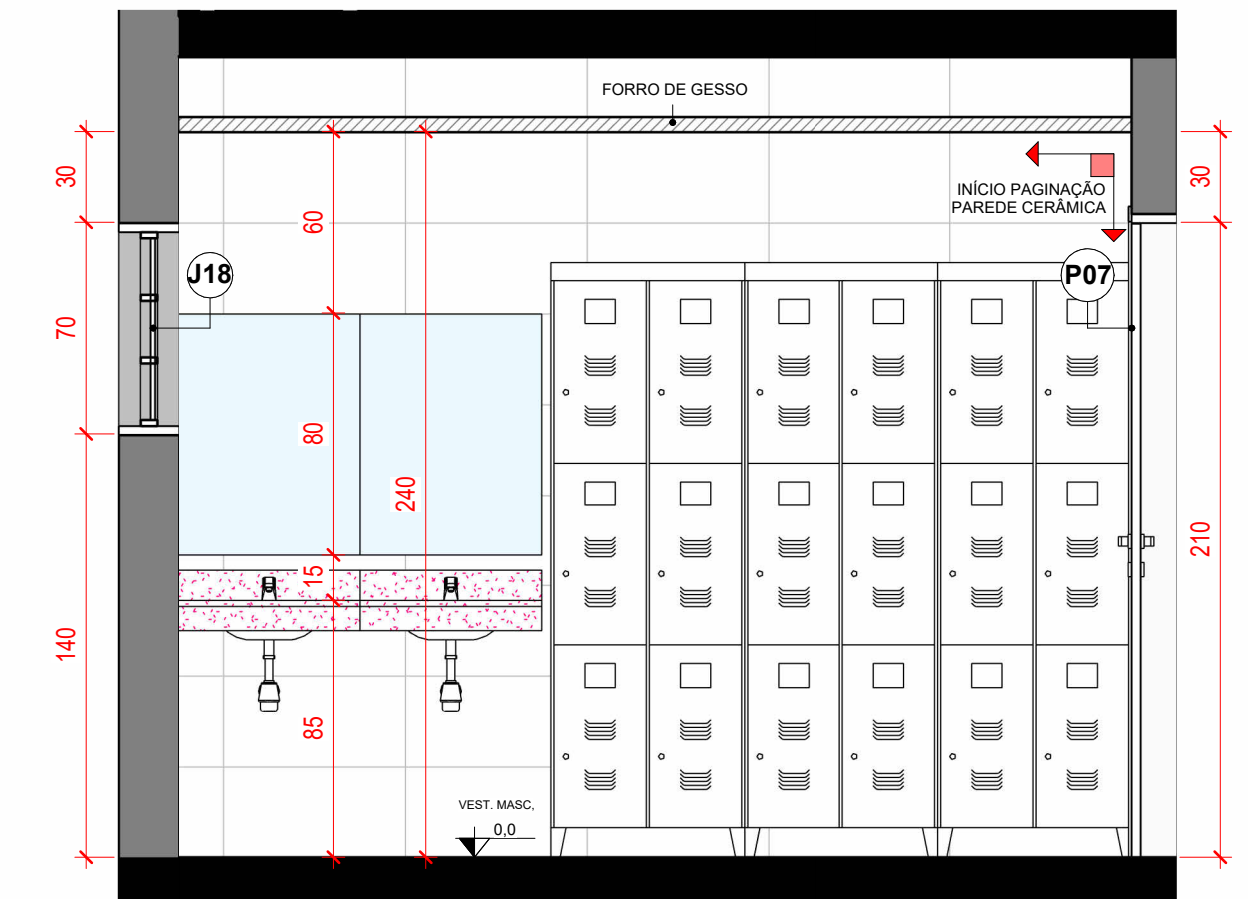 FORRO DE GESSO
30
30
60
INÍCIO PAGINAÇÃO
PAREDE CERÂMICA
J18
P07
70
80
240
210
15
140
85
VEST. MASC,
0,0